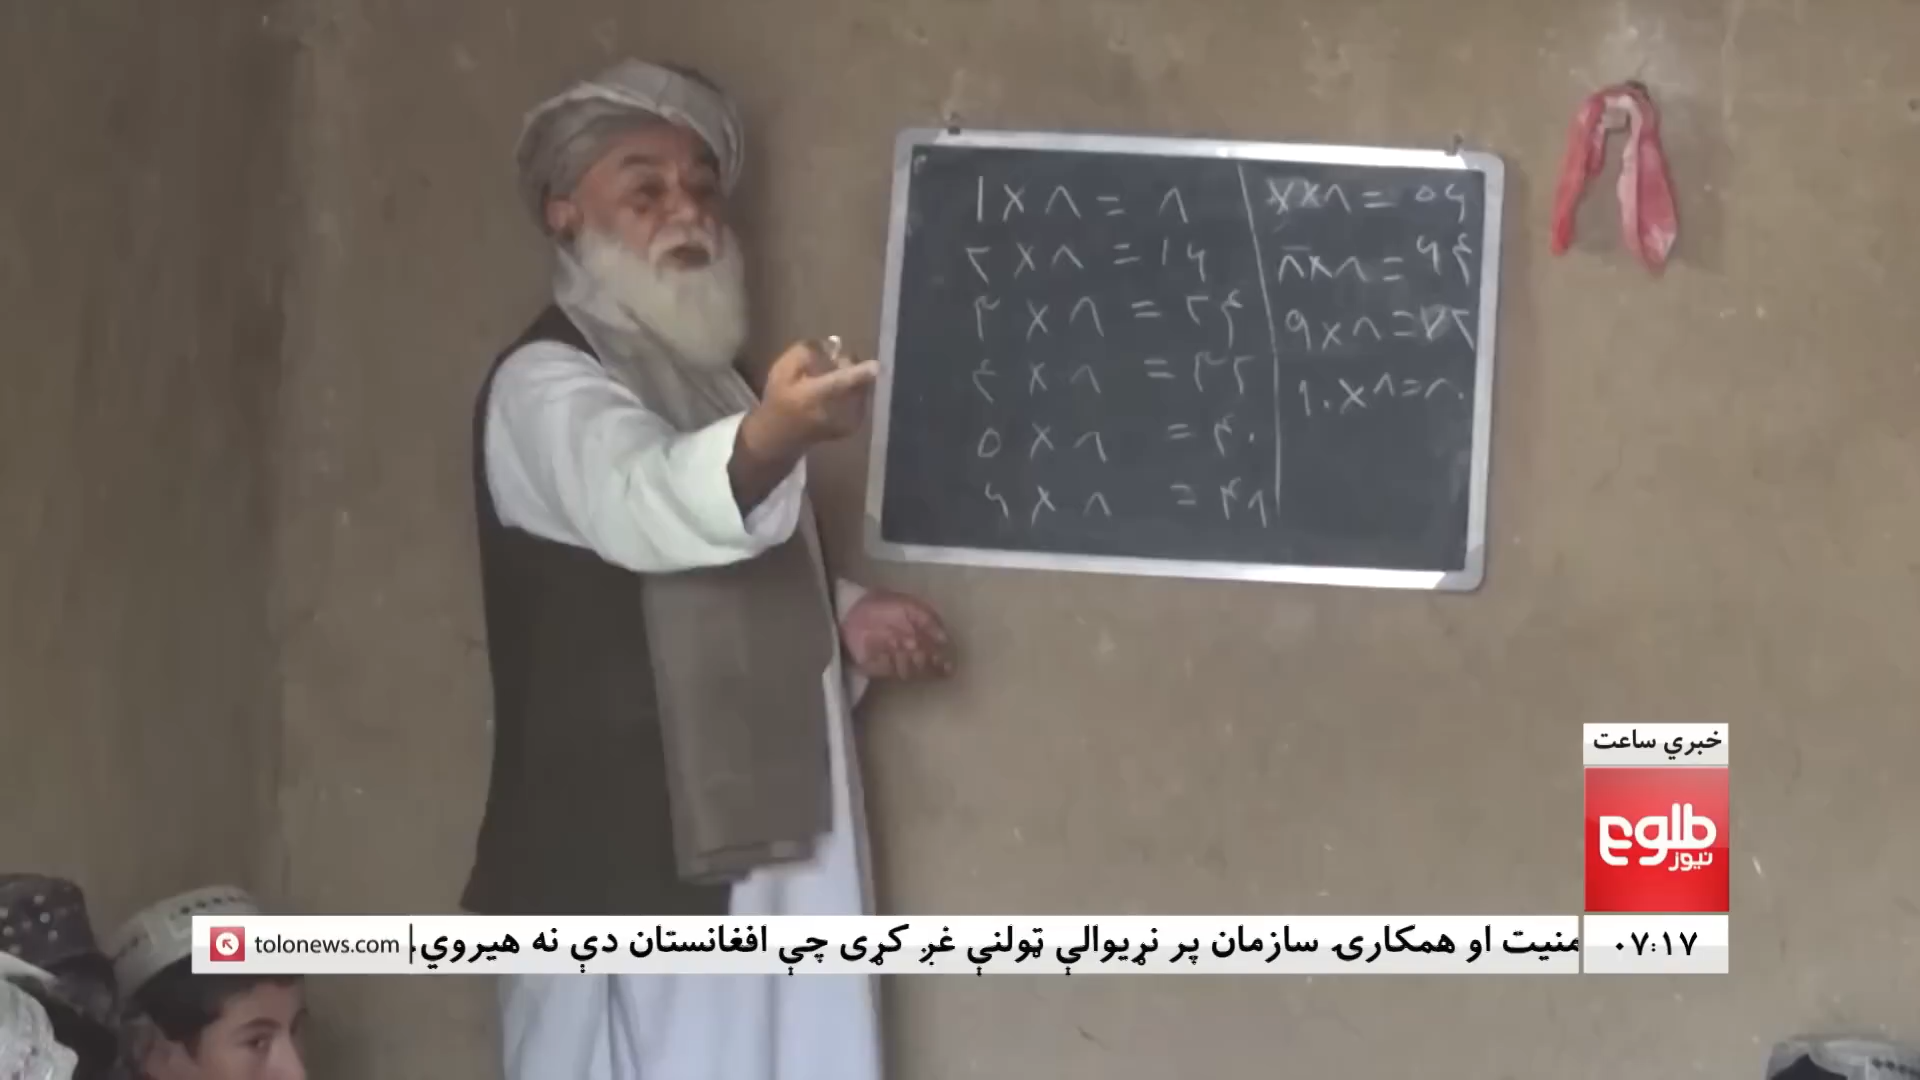 ۱ × ۸ = ۸
۲ × ۸ = ۱۶
۳ × ۸ = ۲۴
۴ × ۸ = ۳۲
۵ × ۸ = ۴۰
۶ × ۸ = ۴۸
۷ × ۸ = ۵۶
۸ × ۸ = ۶۴
۹ × ۸ = ۷۲
۱۰ × ۸ = ۸۰
خبري ساعت
طلوع
نیوز
منیت او همکارۍ سازمان پر نړیوالې ټولنې غږ کړی چې افغانستان دې نه هیروي.
tolonews.com
۰۷:۱۷